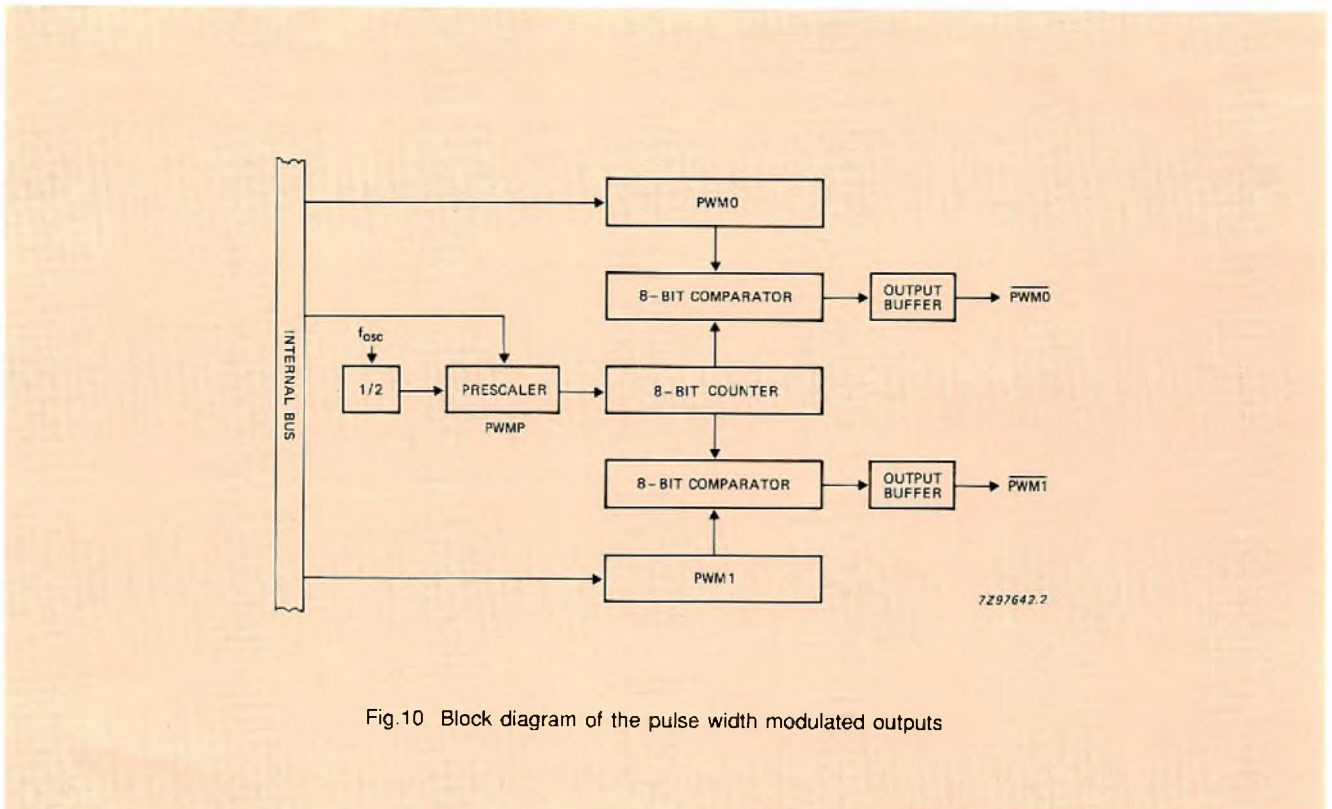 PWM0
8-BIT COMPARATOR
OUTPUT
BUFFER
PWM0
INTERNAL BUS
fosc
1/2
PRESCALER
PWMP
8-BIT COUNTER
8-BIT COMPARATOR
OUTPUT
BUFFER
PWM1
PWM1
7Z97642.2
Fig.10 Block diagram of the pulse width modulated outputs